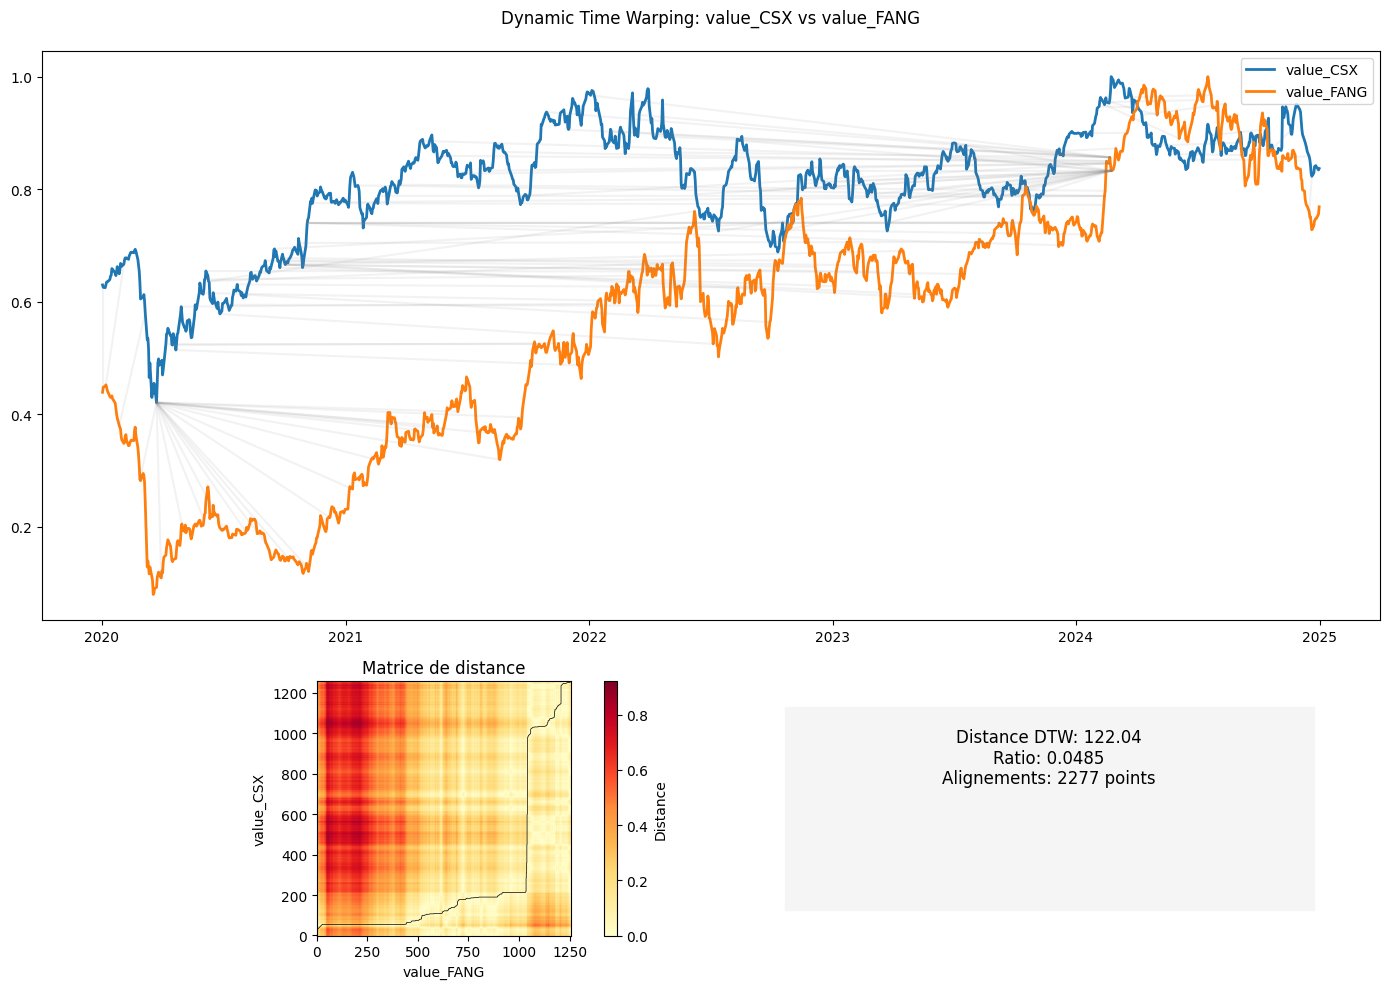 Dynamic Time Warping: value_CSX vs value_FANG
1.0
0.8
0.6
0.4
0.2
value_CSX
value_FANG
2020 2021 2022 2023 2024 2025
Matrice de distance
1200
1000
800
600
400
200
0
value_CSX
0 250 500 750 1000 1250
value_FANG
0.8
0.6
0.4
0.2
0.0
Distance
Distance DTW: 122.04
Ratio: 0.0485
Alignements: 2277 points